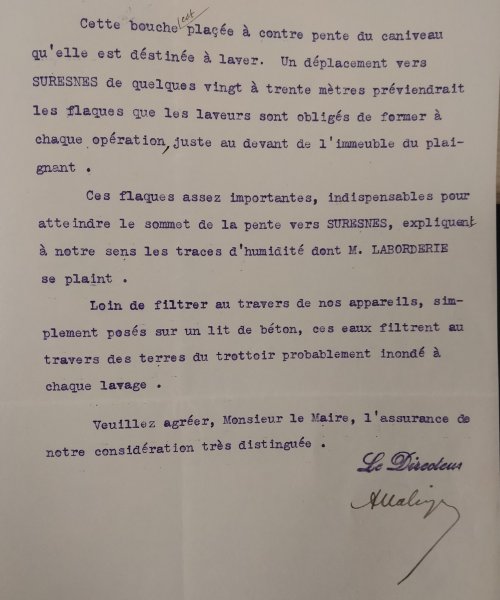 Cette bouche est plaçée à contre pente du caniveau
qu'elle est déstinée à laver. Un déplacement vers
SURESNES de quelques vingt à trente mètres préviendrait
les flaques que les laveurs sont obligés de former à
chaque opération, juste au devant de l'immeuble du plai-
gnant .
Ces flaques assez importantes, indispensables pour
atteindre le sommet de la pente vers SURESNES, expliquent
à notre sens les traces d'humidité dont M. LABORDERIE
se plaint .
Loin de filtrer au travers de nos appareils, sim-
plement posés sur un lit de béton, ces eaux filtrent au
travers des terres du trottoir probablement inondé à
chaque lavage .
Veuillez agréer, Monsieur le Maire, l'assurance de
notre considération très distinguée .
Le Directeur